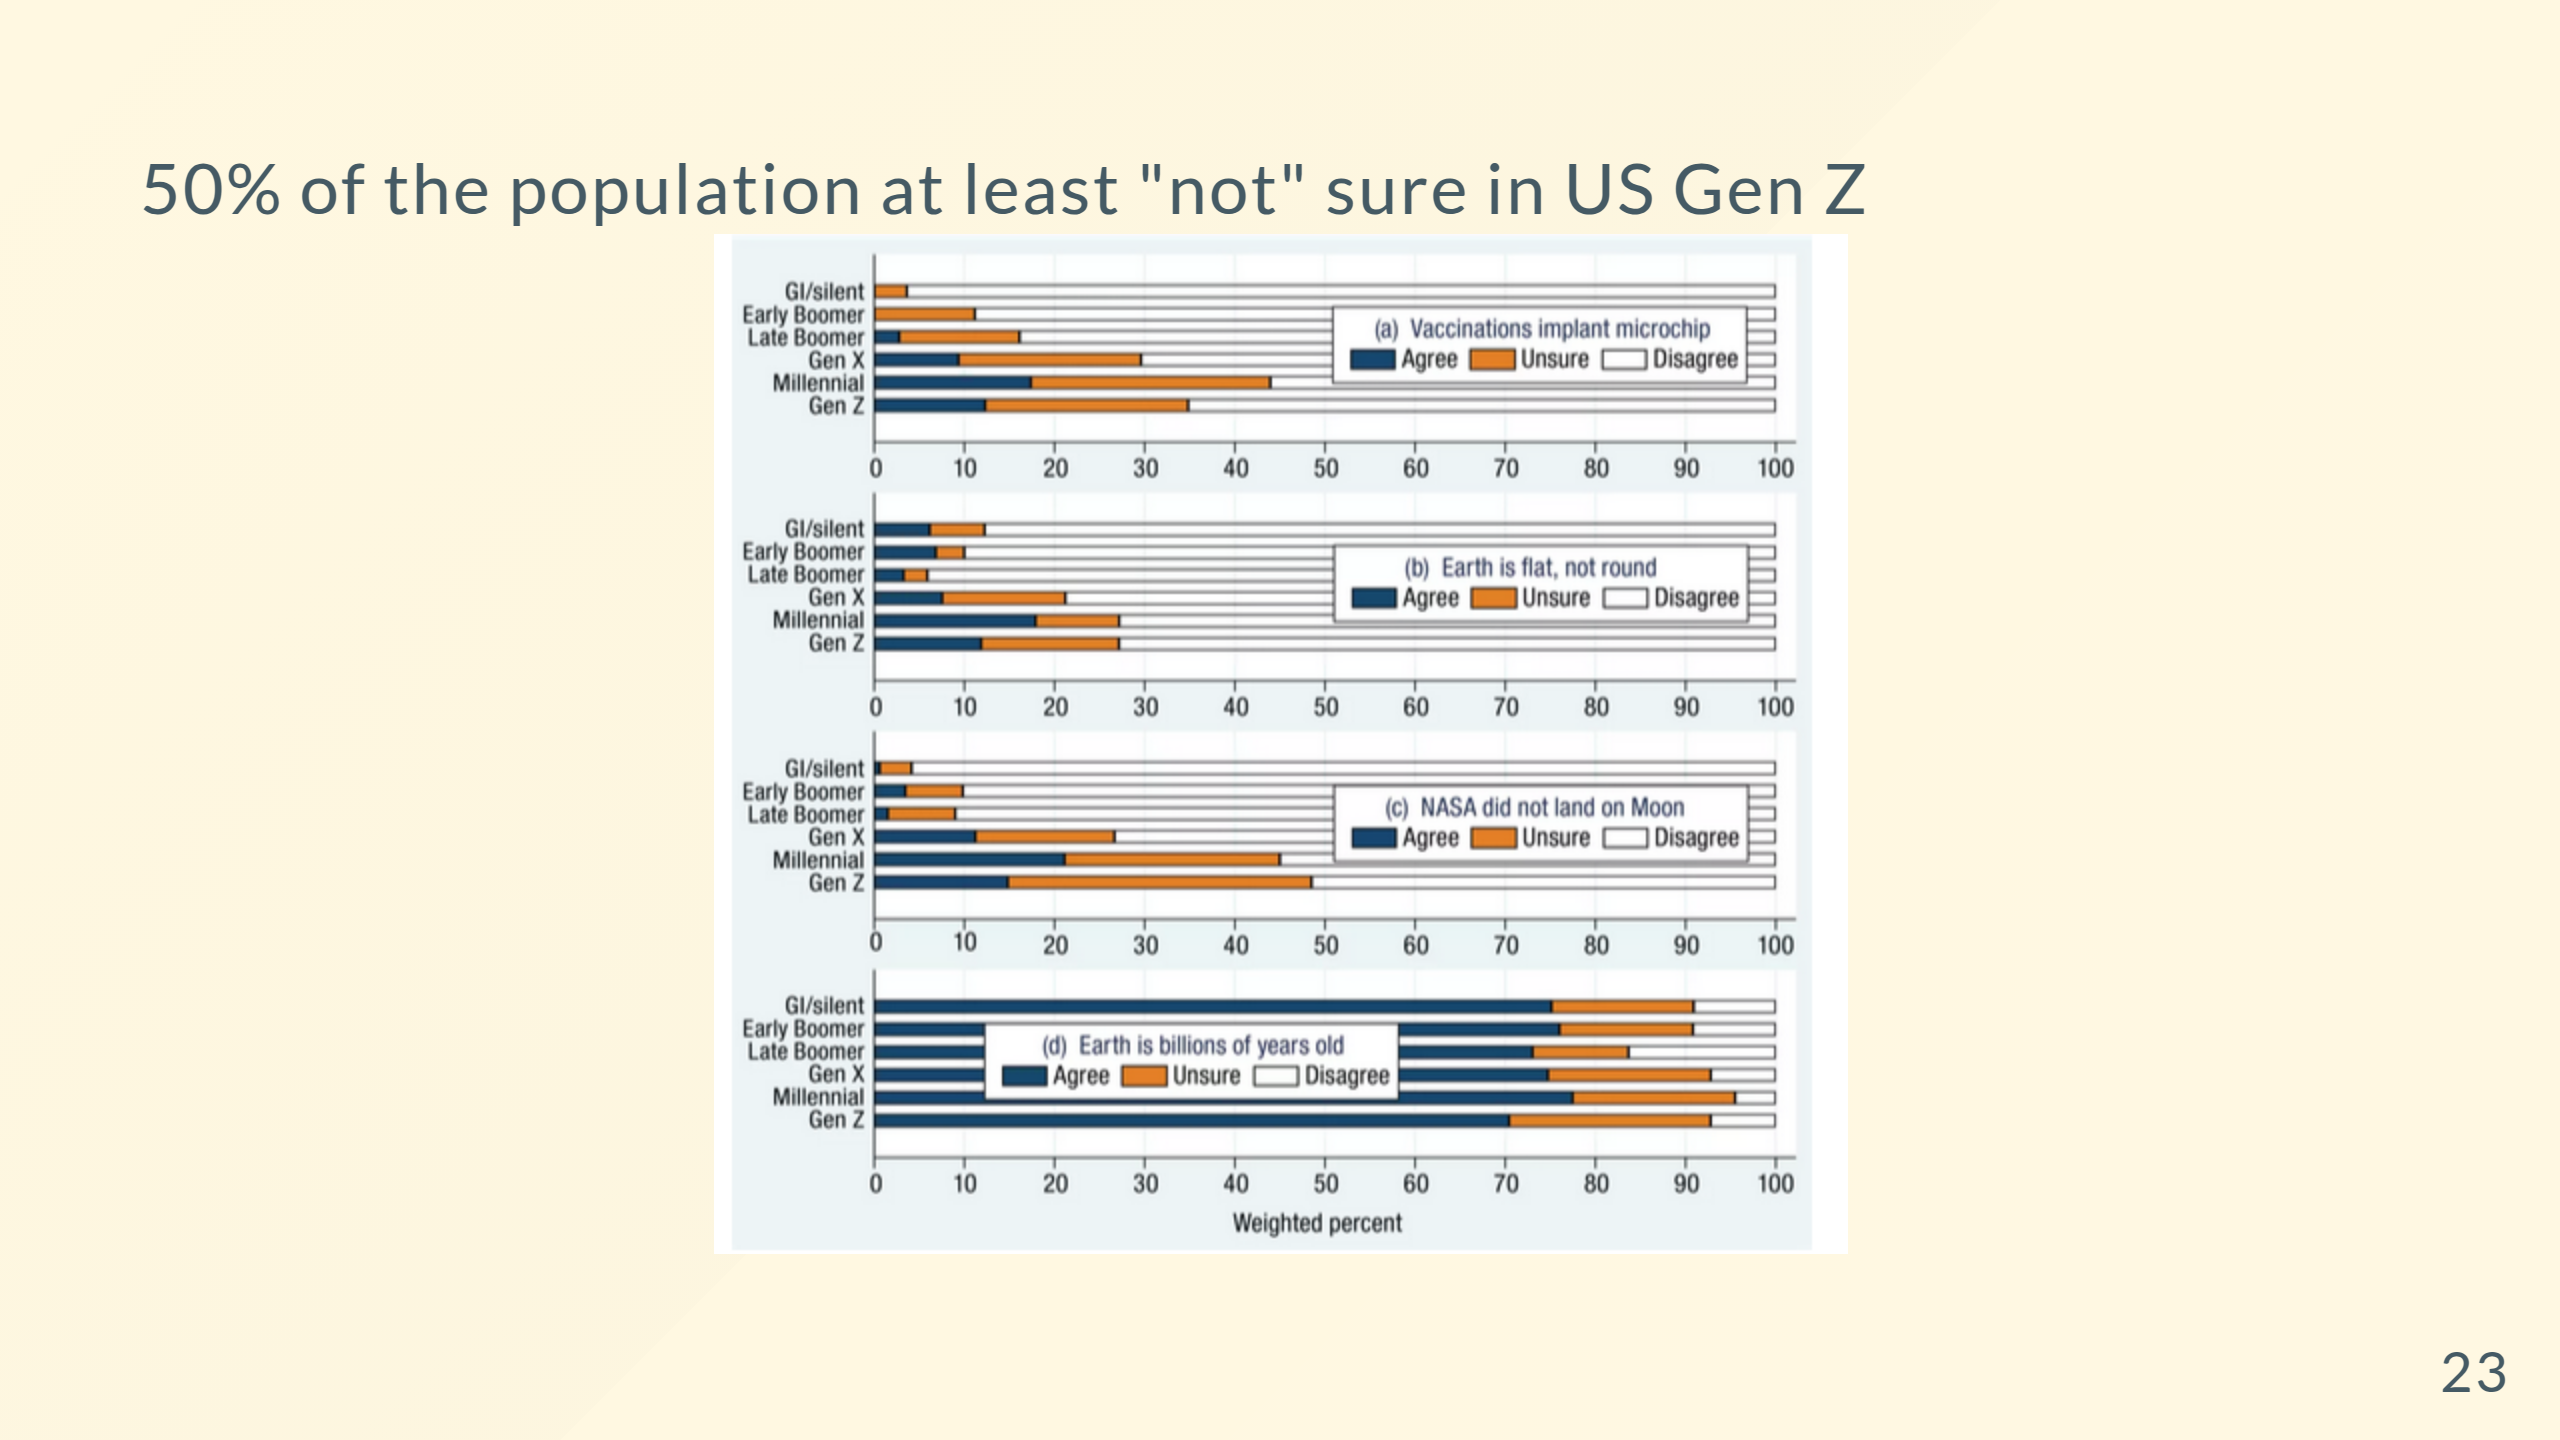 50% of the population at least "not" sure in US Gen Z
GI/silent
Early Boomer
Late Boomer
Gen X
Millennial
Gen Z
(a) Vaccinations implant microchip
Agree Unsure Disagree
0 10 20 30 40 50 60 70 80 90 100
GI/silent
Early Boomer
Late Boomer
Gen X
Millennial
Gen Z
(b) Earth is flat, not round
Agree Unsure Disagree
0 10 20 30 40 50 60 70 80 90 100
GI/silent
Early Boomer
Late Boomer
Gen X
Millennial
Gen Z
(c) NASA did not land on Moon
Agree Unsure Disagree
0 10 20 30 40 50 60 70 80 90 100
GI/silent
Early Boomer
Late Boomer
Gen X
Millennial
Gen Z
(d) Earth is billions of years old
Agree Unsure Disagree
0 10 20 30 40 50 60 70 80 90 100
Weighted percent
23